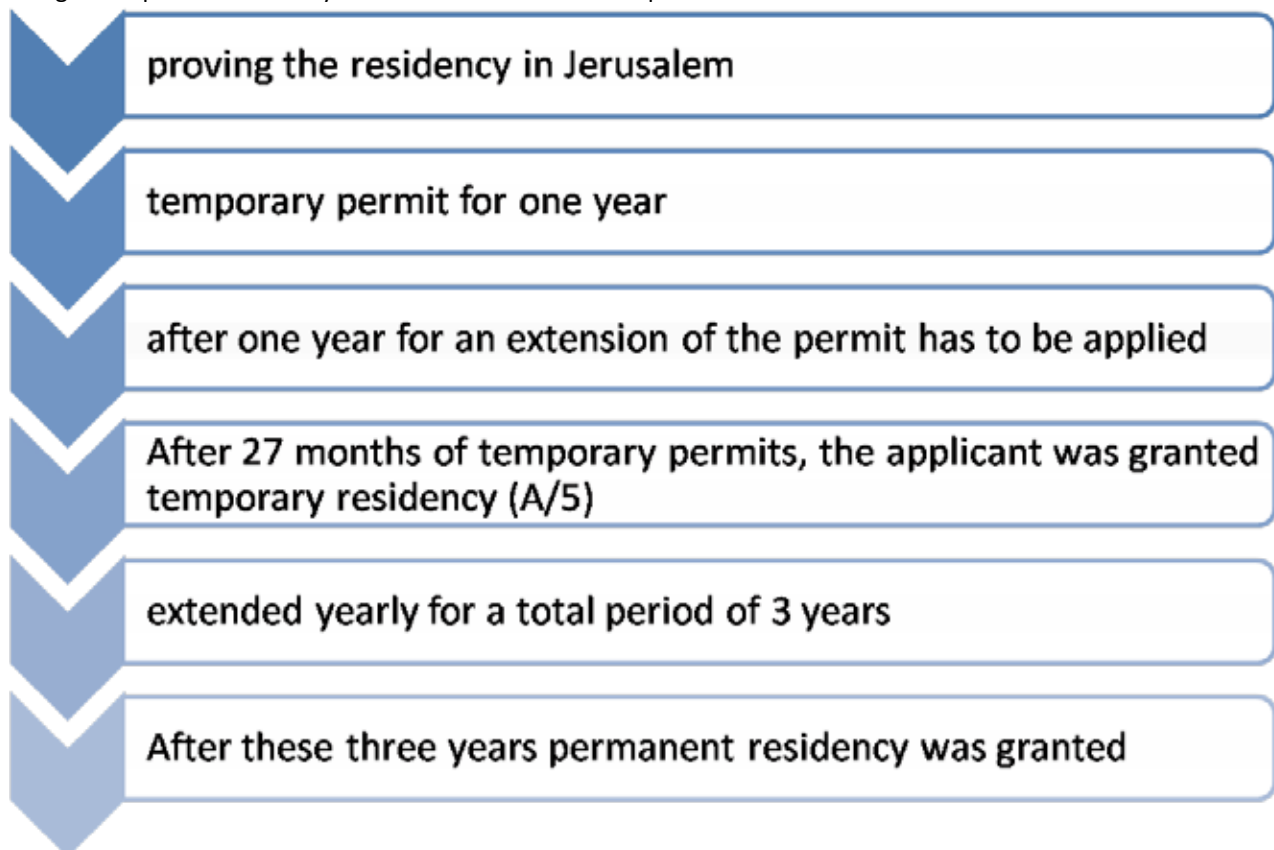 proving the residency in Jerusalem
temporary permit for one year
after one year for an extension of the permit has to be applied
After 27 months of temporary permits, the applicant was granted
temporary residency (A/5)
extended yearly for a total period of 3 years
After these three years permanent residency was granted